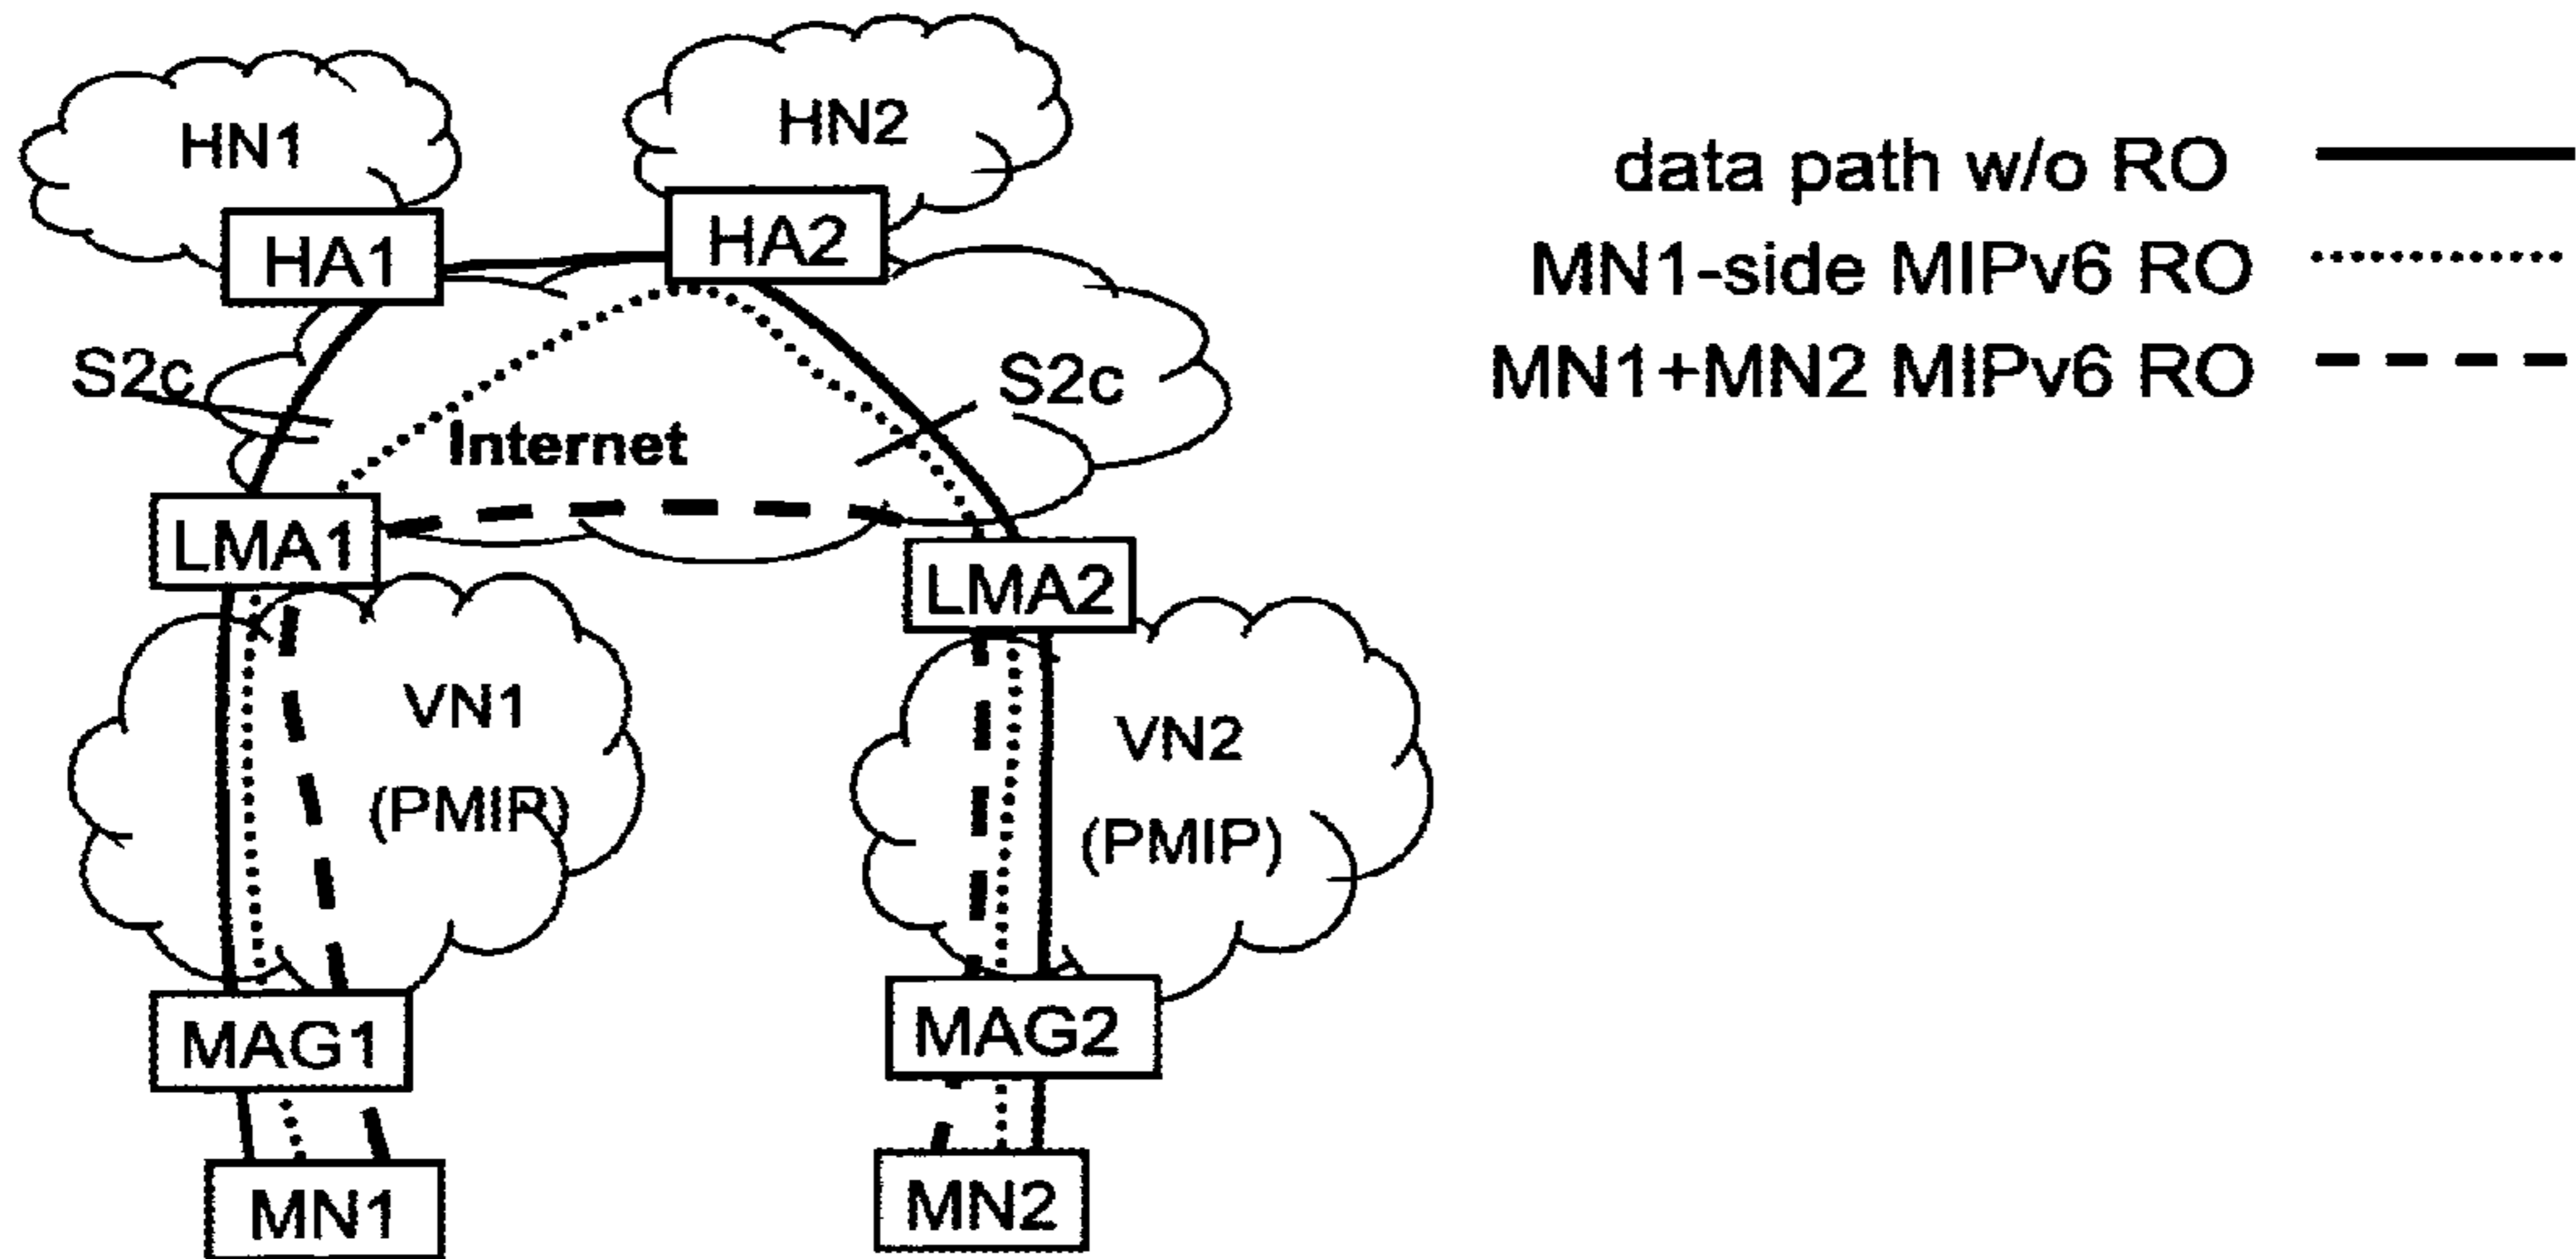 HN1
HN2
data path w/o RO
HA1
HA2
MN1-side MIPv6 RO
S2c
S2c
MN1+MN2 MIPv6 RO
Internet
LMA1
LMA2
VN1
(PMIP)
VN2
(PMIP)
MAG1
MAG2
MN1
MN2